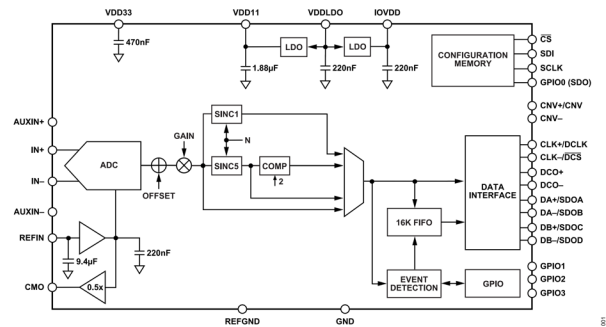 VDD33
VDD11
VDDLDO
IOVDD
470nF
LDO
LDO
1.88µF
220nF
220nF
CONFIGURATION
MEMORY
CS
SDI
SCLK
GPIO0 (SDO)
CNV+/CNV
CNV–
AUXIN+
IN+
IN–
AUXIN–
REFIN
CMO
ADC
OFFSET
GAIN
SINC1
N
SINC5
COMP
2
9.4µF
220nF
0.5x
16K FIFO
DATA
INTERFACE
EVENT
DETECTION
GPIO
CLK+/DCLK
CLK–/DCS
DCO+
DCO–
DA+/SDOA
DA–/SDOB
DB+/SDOC
DB–/SDOD
GPIO1
GPIO2
GPIO3
REFGND
GND
001